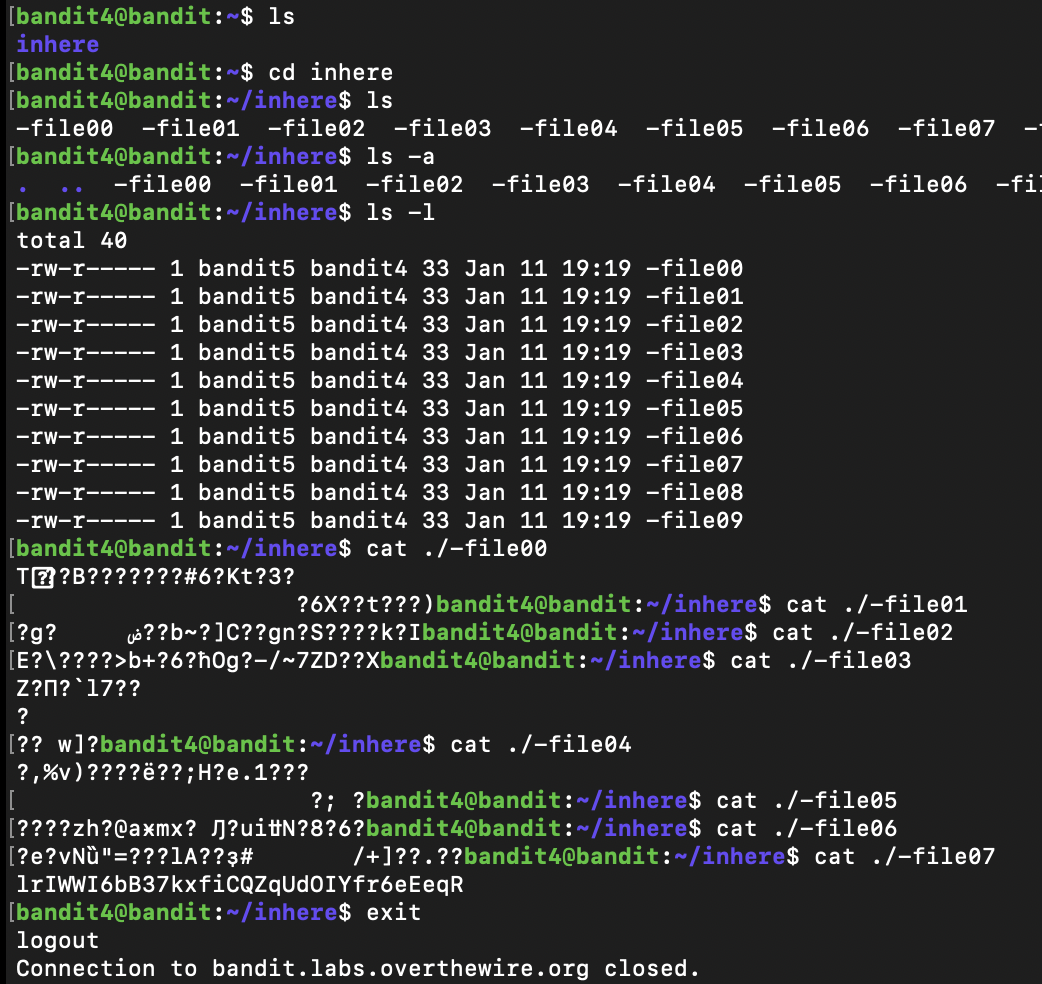 [bandit4@bandit:~$ ls
inhere
[bandit4@bandit:~$ cd inhere
[bandit4@bandit:~/inhere$ ls
-file00  -file01  -file02  -file03  -file04  -file05  -file06  -file07  -
[bandit4@bandit:~/inhere$ ls -a
.  ..  -file00  -file01  -file02  -file03  -file04  -file05  -file06  -fi
[bandit4@bandit:~/inhere$ ls -l
total 40
-rw-r----- 1 bandit5 bandit4 33 Jan 11 19:19 -file00
-rw-r----- 1 bandit5 bandit4 33 Jan 11 19:19 -file01
-rw-r----- 1 bandit5 bandit4 33 Jan 11 19:19 -file02
-rw-r----- 1 bandit5 bandit4 33 Jan 11 19:19 -file03
-rw-r----- 1 bandit5 bandit4 33 Jan 11 19:19 -file04
-rw-r----- 1 bandit5 bandit4 33 Jan 11 19:19 -file05
-rw-r----- 1 bandit5 bandit4 33 Jan 11 19:19 -file06
-rw-r----- 1 bandit5 bandit4 33 Jan 11 19:19 -file07
-rw-r----- 1 bandit5 bandit4 33 Jan 11 19:19 -file08
-rw-r----- 1 bandit5 bandit4 33 Jan 11 19:19 -file09
[bandit4@bandit:~/inhere$ cat ./-file00
T�?B???????#6?Kt?3?
[                    ?6X??t???)bandit4@bandit:~/inhere$ cat ./-file01
[?g?     ض??b~?]C??gn?S????k?Ibandit4@bandit:~/inhere$ cat ./-file02
[E?\????>b+?6?ħOg?-/~7ZD??Xbandit4@bandit:~/inhere$ cat ./-file03
Z?Π?`l7??
?
[?? w]?bandit4@bandit:~/inhere$ cat ./-file04
?,%v)????ë??;H?e.1???
[                     ?; ?bandit4@bandit:~/inhere$ cat ./-file05
[????zh?@aӿmx? Ԓ?uiʬN?8?6?bandit4@bandit:~/inhere$ cat ./-file06
[?e?vNȕ"=???lA??ҙ#       /+]??.??bandit4@bandit:~/inhere$ cat ./-file07
lrIWWI6bB37kxfiCQZqUdOIYfr6eEeqR
[bandit4@bandit:~/inhere$ exit
logout
Connection to bandit.labs.overthewire.org closed.